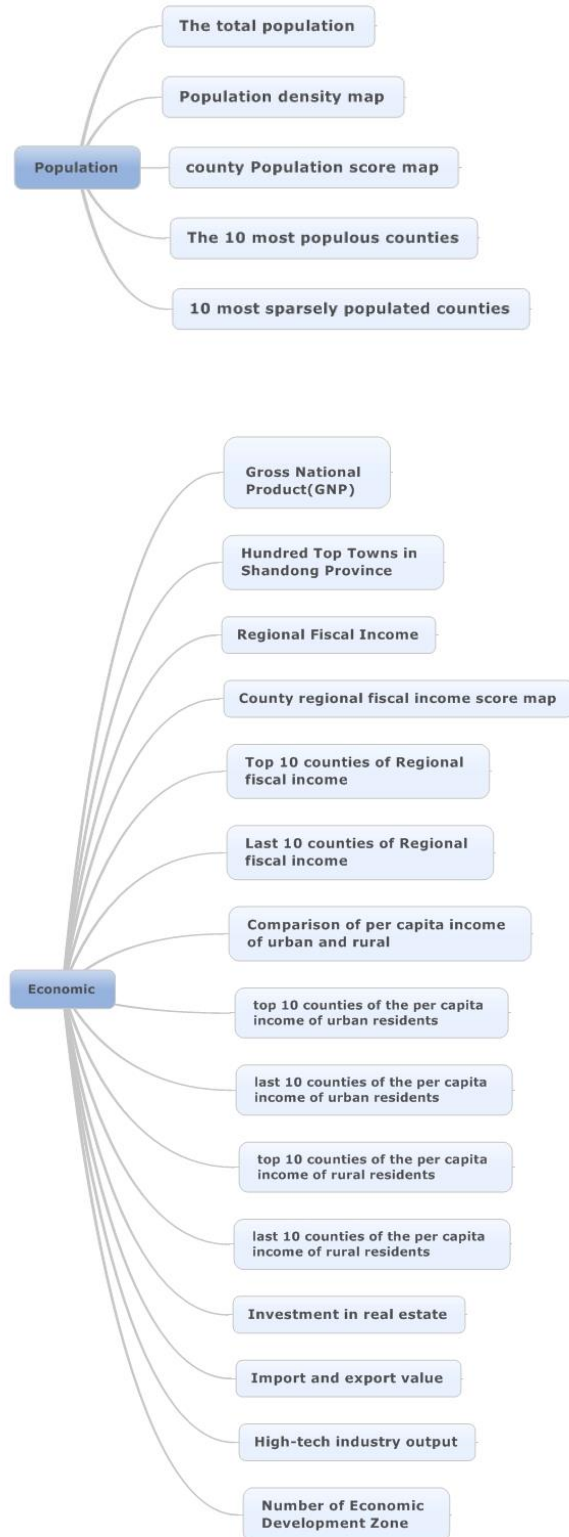 The total population
Population density map
Population
county Population score map
The 10 most populous counties
10 most sparsely populated counties
Gross National
Product(GNP)
Hundred Top Towns in
Shandong Province
Regional Fiscal Income
County regional fiscal income score map
Top 10 counties of Regional
fiscal income
Last 10 counties of Regional
fiscal income
Comparison of per capita income
of urban and rural
Economic
top 10 counties of the per capita
income of urban residents
last 10 counties of the per capita
income of urban residents
top 10 counties of the per capita
income of rural residents
last 10 counties of the per capita
income of rural residents
Investment in real estate
Import and export value
High-tech industry output
Number of Economic
Development Zone